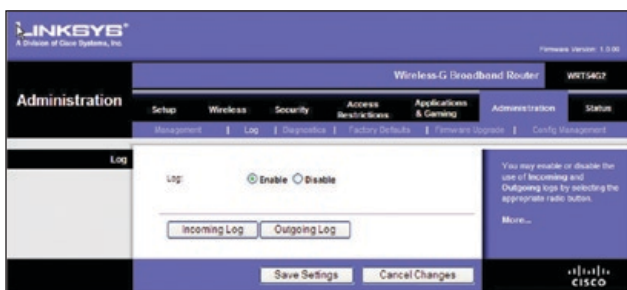 LINKSYS®
A Division of Cisco Systems, Inc.
Firmware Version: 1.0.00
Wireless-G Broadband Router WRT54G2
Administration
Setup Wireless Security Access Restrictions Applications & Gaming Administration Status
Management | Log | Diagnostics | Factory Defaults | Firmware Upgrade | Config Management
Log
Log: Enable Disable
Incoming Log Outgoing Log
You may enable or disable the
use of Incoming and
Outgoing logs by selecting the
appropriate radio button.
More...
Save Settings Cancel Changes
CISCO